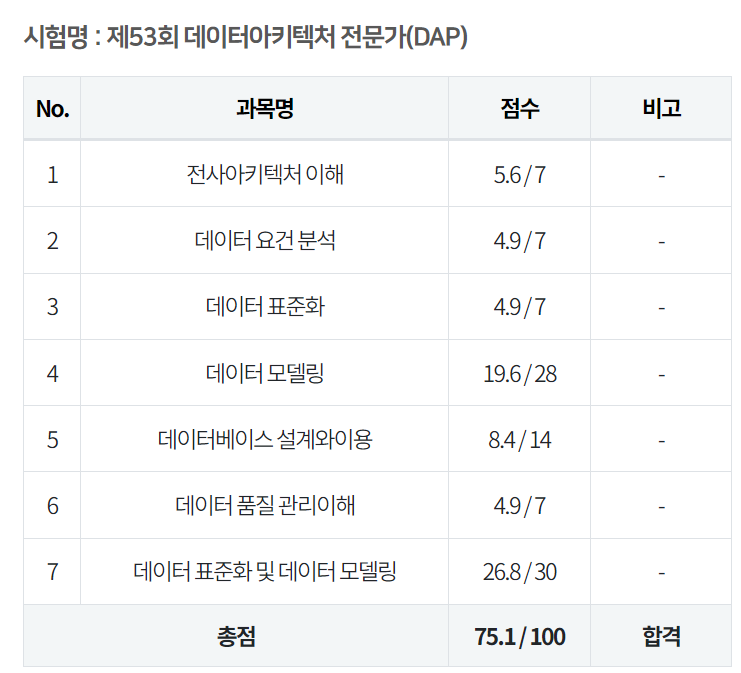 시험명 : 제53회 데이터아키텍처 전문가(DAP)
No. 과목명 점수 비고
1 전사아키텍처 이해 5.6 / 7 -
2 데이터 요건 분석 4.9 / 7 -
3 데이터 표준화 4.9 / 7 -
4 데이터 모델링 19.6 / 28 -
5 데이터베이스 설계와이용 8.4 / 14 -
6 데이터 품질 관리이해 4.9 / 7 -
7 데이터 표준화 및 데이터 모델링 26.8 / 30 -
총점 75.1 / 100 합격